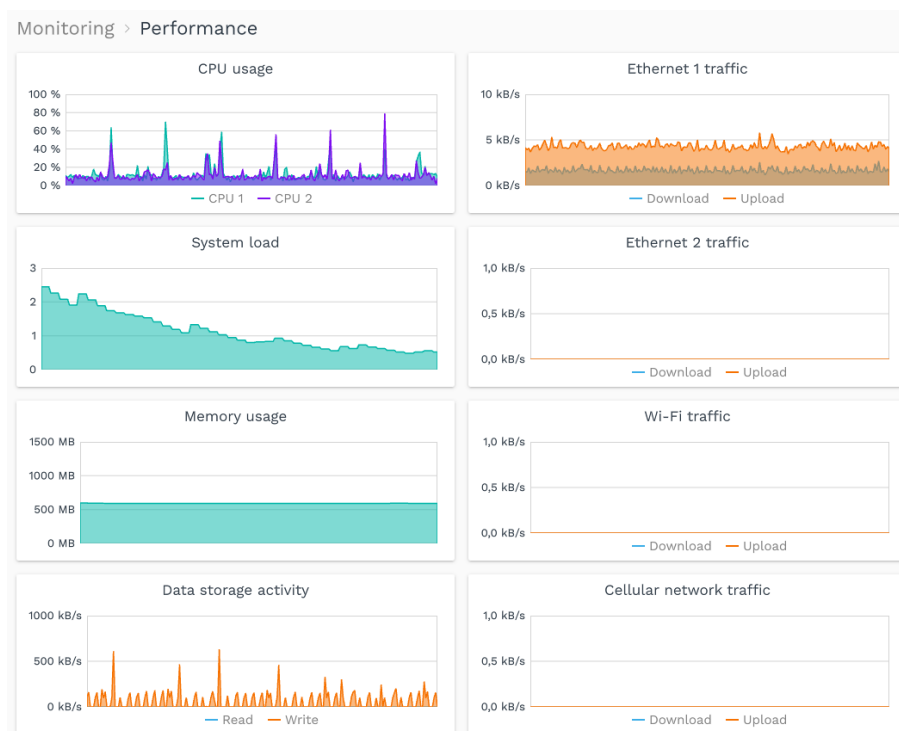 Monitoring > Performance
CPU usage
100 %
80 %
60 %
40 %
20 %
0 %
CPU 1 CPU 2
Ethernet 1 traffic
10 kB/s
5 kB/s
0 kB/s
Download Upload
System load
3
2
1
0
Ethernet 2 traffic
1,0 kB/s
0,5 kB/s
0,0 kB/s
Download Upload
Memory usage
1500 MB
1000 MB
500 MB
0 MB
Wi-Fi traffic
1,0 kB/s
0,5 kB/s
0,0 kB/s
Download Upload
Data storage activity
1000 kB/s
500 kB/s
0 kB/s
Read Write
Cellular network traffic
1,0 kB/s
0,5 kB/s
0,0 kB/s
Download Upload